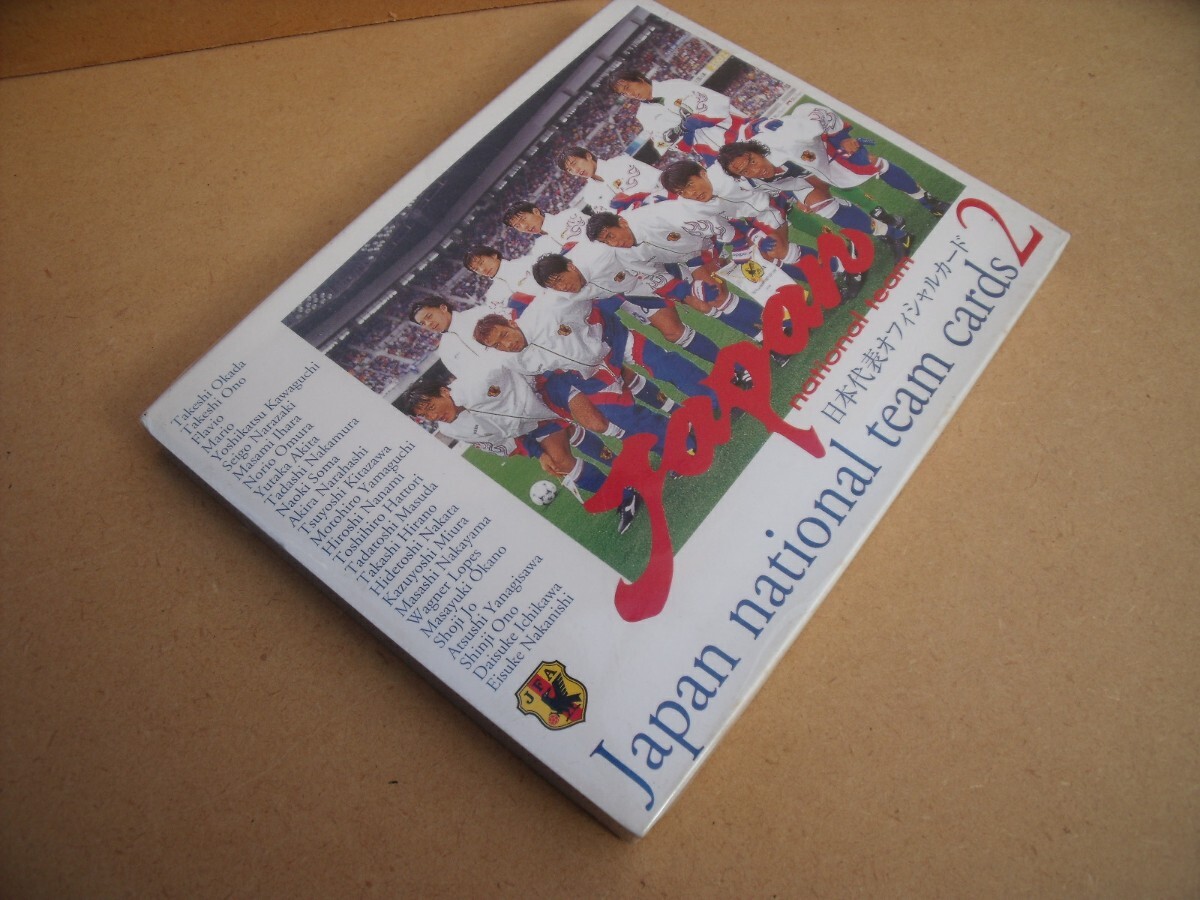 Japan
national team
日本代表オフィシャルカード
Japan national team cards 2
Takeshi Okada
Takeshi Ono
Flavio
Mario
Yoshikatsu Kawaguchi
Seigo Narazaki
Masami Ihara
Norio Omura
Yutaka Akita
Tadashi Nakamura
Naoki Soma
Akira Narahashi
Tsuyoshi Kitazawa
Motohiro Yamaguchi
Hiroshi Nanami
Toshihiro Hattori
Tadatoshi Masuda
Takashi Hirano
Hidetoshi Nakata
Kazuyoshi Miura
Masashi Nakayama
Wagner Lopes
Masayuki Okano
Shoji Jo
Atsushi Yanagisawa
Shinji Ono
Daisuke Ichikawa
Eisuke Nakanishi
JFA